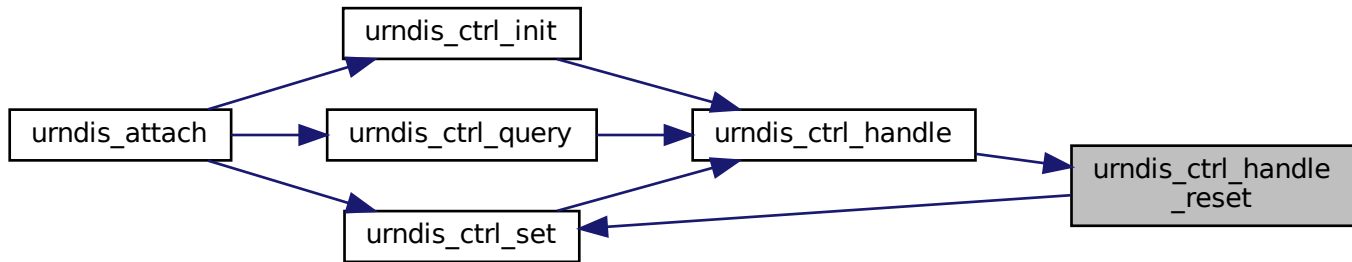 urndis_ctrl_init
urndis_attach
urndis_ctrl_query
urndis_ctrl_handle
urndis_ctrl_handle
_reset
urndis_ctrl_set